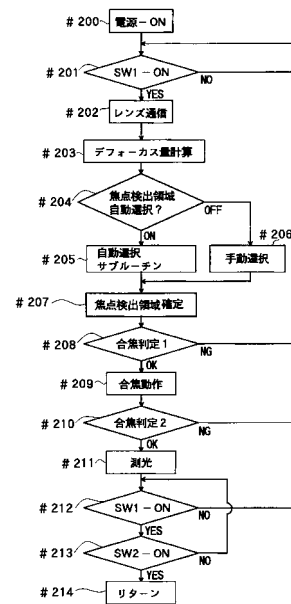 #200
電源-ON
#201
SW1-ON
NO
YES
#202
レンズ通信
#203
デフォーカス量計算
#204
焦点検出領域
自動選択?
OFF
ON
#205
自動選択
サブルーチン
#206
手動選択
#207
焦点検出領域 確定
#208
合焦判定1
NG
OK
#209
合焦動作
#210
合焦判定2
NG
OK
#211
測光
#212
SW1-ON
NO
YES
#213
SW2-ON
NO
YES
#214
リターン